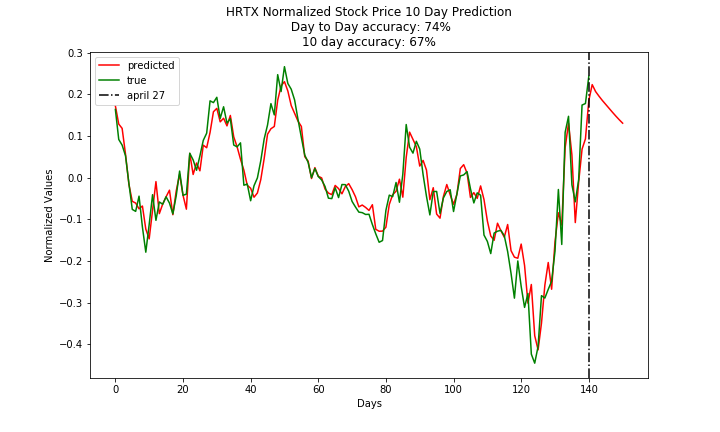 HRTX Normalized Stock Price 10 Day Prediction
Day to Day accuracy: 74%
10 day accuracy: 67%
predicted
true
april 27
0.3
0.2
0.1
0.0
−0.1
−0.2
−0.3
−0.4
Normalized Values
0 20 40 60 80 100 120 140
Days